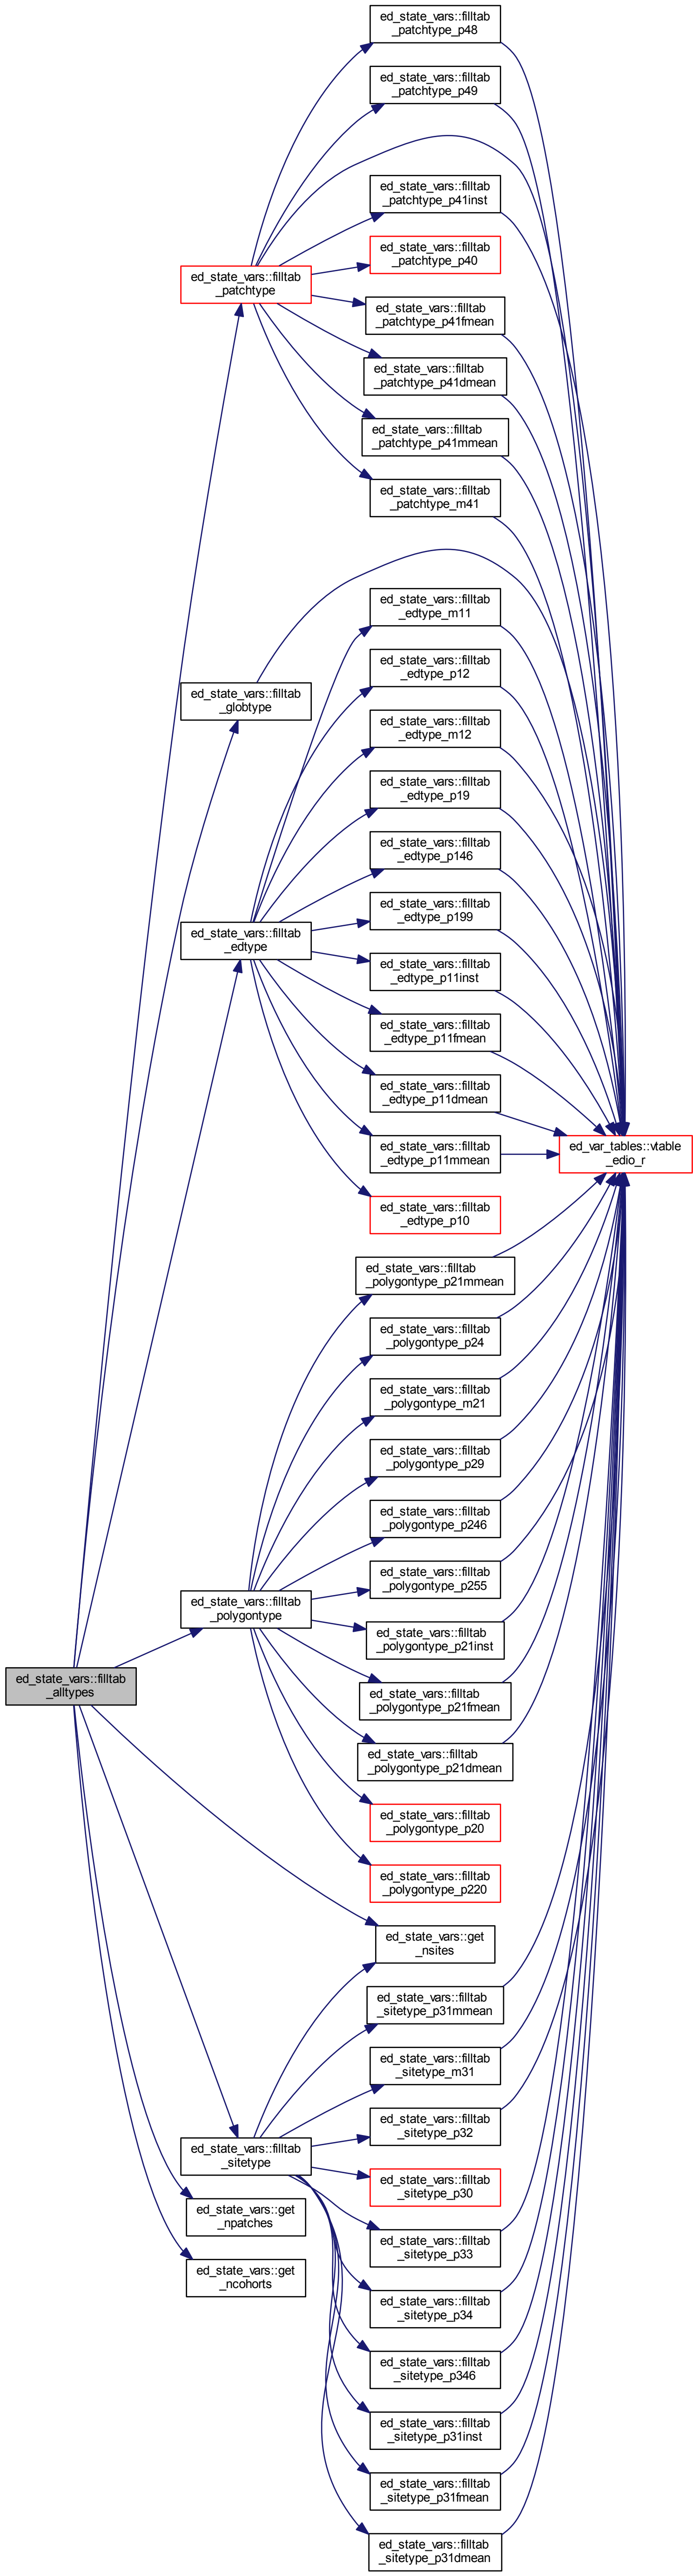 ed_state_vars::filltab
_patchtype_p48
ed_state_vars::filltab
_patchtype_p49
ed_state_vars::filltab
_patchtype_p41inst
ed_state_vars::filltab
_patchtype_p40
ed_state_vars::filltab
_patchtype
ed_state_vars::filltab
_patchtype_p41fmean
ed_state_vars::filltab
_patchtype_p41dmean
ed_state_vars::filltab
_patchtype_p41mmean
ed_state_vars::filltab
_patchtype_m41
ed_state_vars::filltab
_edtype_m11
ed_state_vars::filltab
_edtype_p12
ed_state_vars::filltab
_globtype
ed_state_vars::filltab
_edtype_m12
ed_state_vars::filltab
_edtype_p19
ed_state_vars::filltab
_edtype_p146
ed_state_vars::filltab
_edtype_p199
ed_state_vars::filltab
_edtype
ed_state_vars::filltab
_edtype_p11inst
ed_state_vars::filltab
_edtype_p11fmean
ed_state_vars::filltab
_edtype_p11dmean
ed_state_vars::filltab
_edtype_p11mmean
ed_var_tables::vtable
_edio_r
ed_state_vars::filltab
_edtype_p10
ed_state_vars::filltab
_polygontype_p21mmean
ed_state_vars::filltab
_polygontype_p24
ed_state_vars::filltab
_polygontype_m21
ed_state_vars::filltab
_polygontype_p29
ed_state_vars::filltab
_polygontype_p246
ed_state_vars::filltab
_polygontype_p255
ed_state_vars::filltab
_polygontype
ed_state_vars::filltab
_polygontype_p21inst
ed_state_vars::filltab
_alltypes
ed_state_vars::filltab
_polygontype_p21fmean
ed_state_vars::filltab
_polygontype_p21dmean
ed_state_vars::filltab
_polygontype_p20
ed_state_vars::filltab
_polygontype_p220
ed_state_vars::get
_nsites
ed_state_vars::filltab
_sitetype_p31mmean
ed_state_vars::filltab
_sitetype_m31
ed_state_vars::filltab
_sitetype_p32
ed_state_vars::filltab
_sitetype
ed_state_vars::filltab
_sitetype_p30
ed_state_vars::get
_npatches
ed_state_vars::filltab
_sitetype_p33
ed_state_vars::get
_ncohorts
ed_state_vars::filltab
_sitetype_p34
ed_state_vars::filltab
_sitetype_p346
ed_state_vars::filltab
_sitetype_p31inst
ed_state_vars::filltab
_sitetype_p31fmean
ed_state_vars::filltab
_sitetype_p31dmean